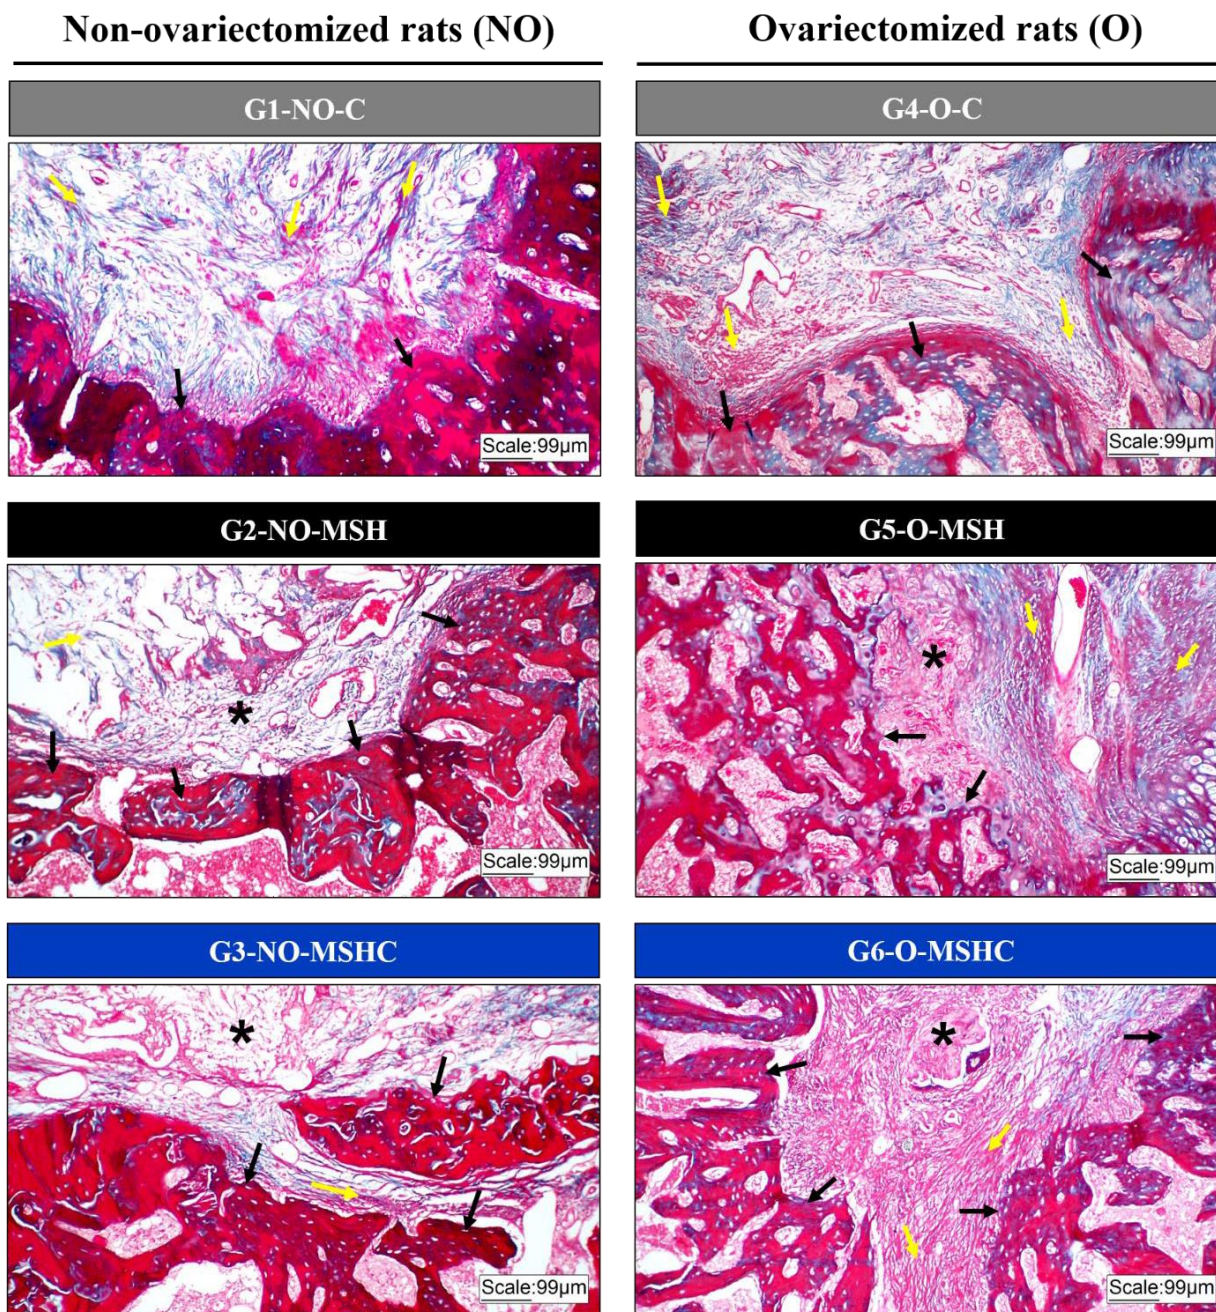 Non-ovariectomized rats (NO)
Ovariectomized rats (O)
G1-NO-C
G4-O-C
Scale:99µm
Scale:99µm
G2-NO-MSH
G5-O-MSH
*
*
Scale:99µm
Scale:99µm
G3-NO-MSHC
G6-O-MSHC
*
*
Scale:99µm
Scale:99µm